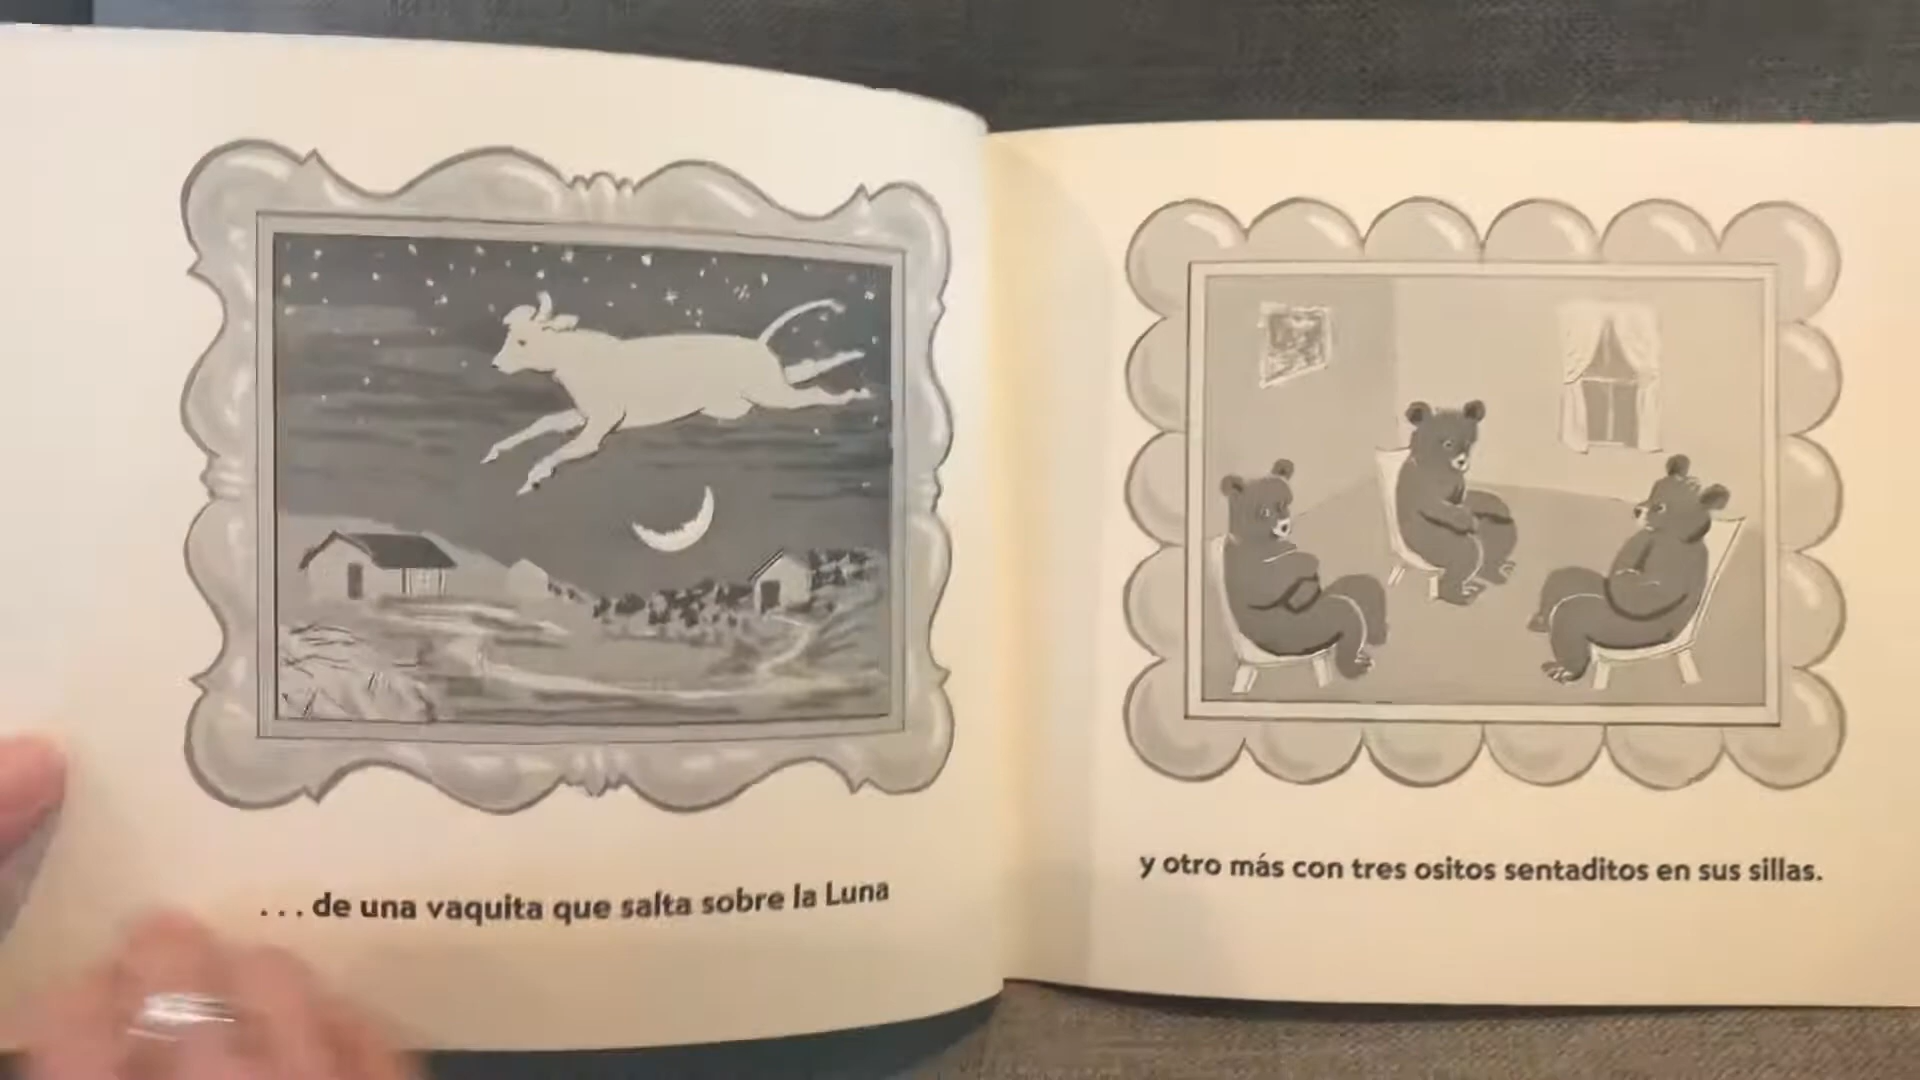 ... de una vaquita que salta sobre la Luna
y otro más con tres ositos sentaditos en sus sillas.